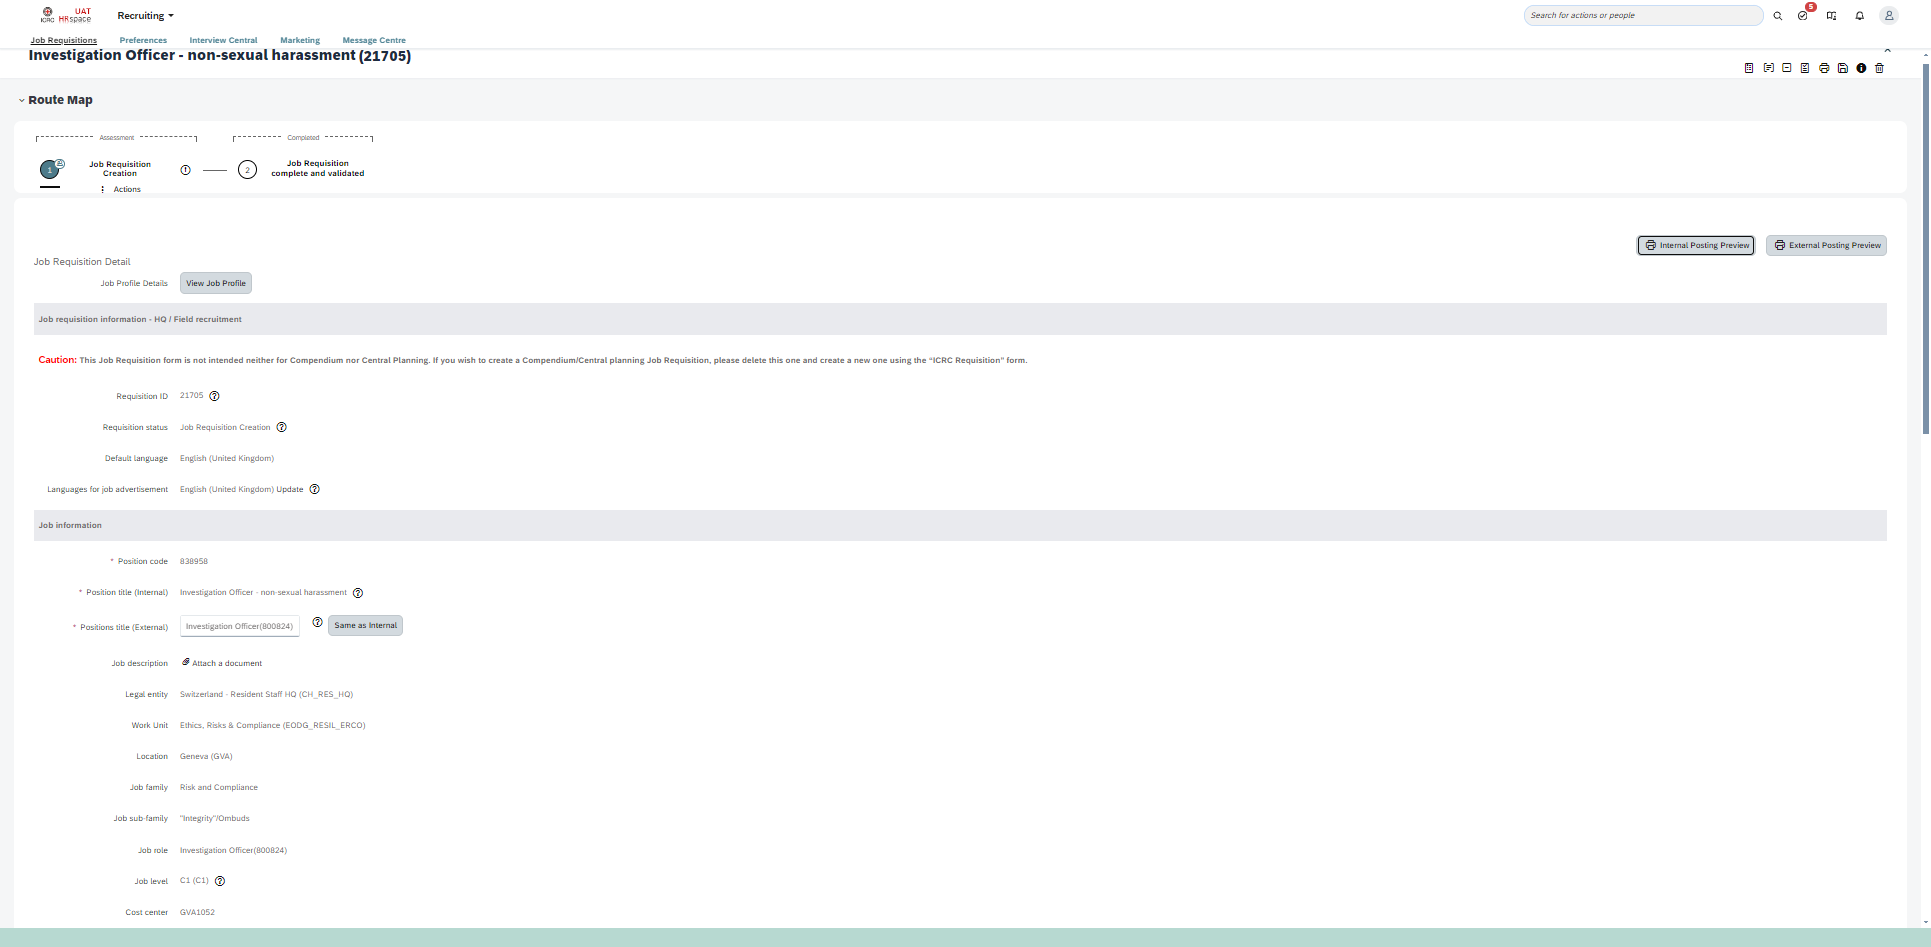 ICRC UAT HRspace Recruiting Search for actions or people 5
Job Requisitions Preferences Interview Central Marketing Message Centre
Investigation Officer - non-sexual harassment (21705)
Route Map
Assessment Completed
1 Job Requisition Creation 2 Job Requisition complete and validated
Actions
Internal Posting Preview External Posting Preview
Job Requisition Detail
Job Profile Details View Job Profile
Job requisition information - HQ / Field recruitment
Caution: This Job Requisition form is not intended neither for Compendium nor Central Planning. If you wish to create a Compendium/Central planning Job Requisition, please delete this one and create a new one using the “ICRC Requisition” form.
Requisition ID 21705
Requisition status Job Requisition Creation
Default language English (United Kingdom)
Languages for job advertisement English (United Kingdom) Update
Job information
* Position code 838958
* Position title (Internal) Investigation Officer - non-sexual harassment
* Positions title (External) Investigation Officer(800824) Same as Internal
Job description Attach a document
Legal entity Switzerland - Resident Staff HQ (CH_RES_HQ)
Work Unit Ethics, Risks & Compliance (EODG_RESIL_ERCO)
Location Geneva (GVA)
Job family Risk and Compliance
Job sub-family "Integrity"/Ombuds
Job role Investigation Officer(800824)
Job level C1 (C1)
Cost center GVA1052